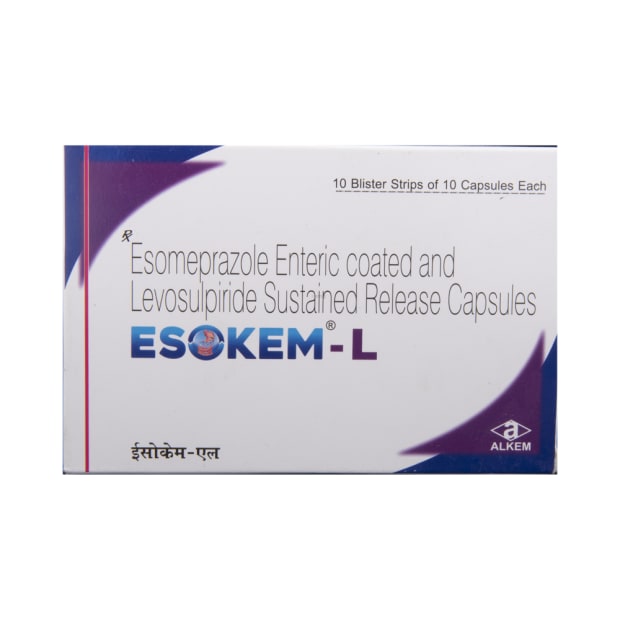 10 Blister Strips of 10 Capsules Each
℞
Esomeprazole Enteric coated and
Levosulpiride Sustained Release Capsules
ESOKEM®-L
ईसोकेम-एल
a
ALKEM